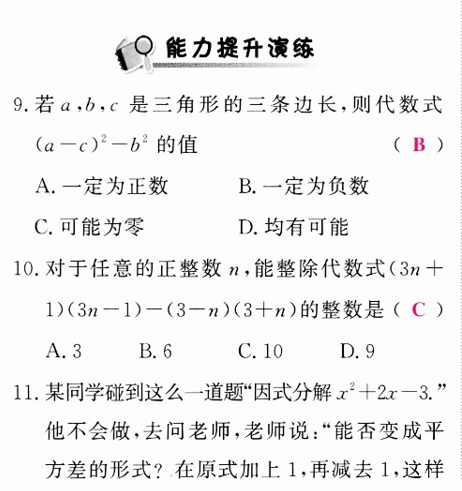 能力提升演练
9. 若 a,b,c 是三角形的三条边长,则代数式
(a-c)²-b² 的值 ( B )
A. 一定为正数 B. 一定为负数
C. 可能为零 D. 均有可能
10. 对于任意的正整数 n,能整除代数式(3n+
1)(3n-1)-(3-n)(3+n)的整数是( C )
A. 3 B. 6 C. 10 D. 9
11. 某同学碰到这么一道题“因式分解 x²+2x-3.”
他不会做,去问老师,老师说:“能否变成平
方差的形式? 在原式加上 1,再减去 1,这样